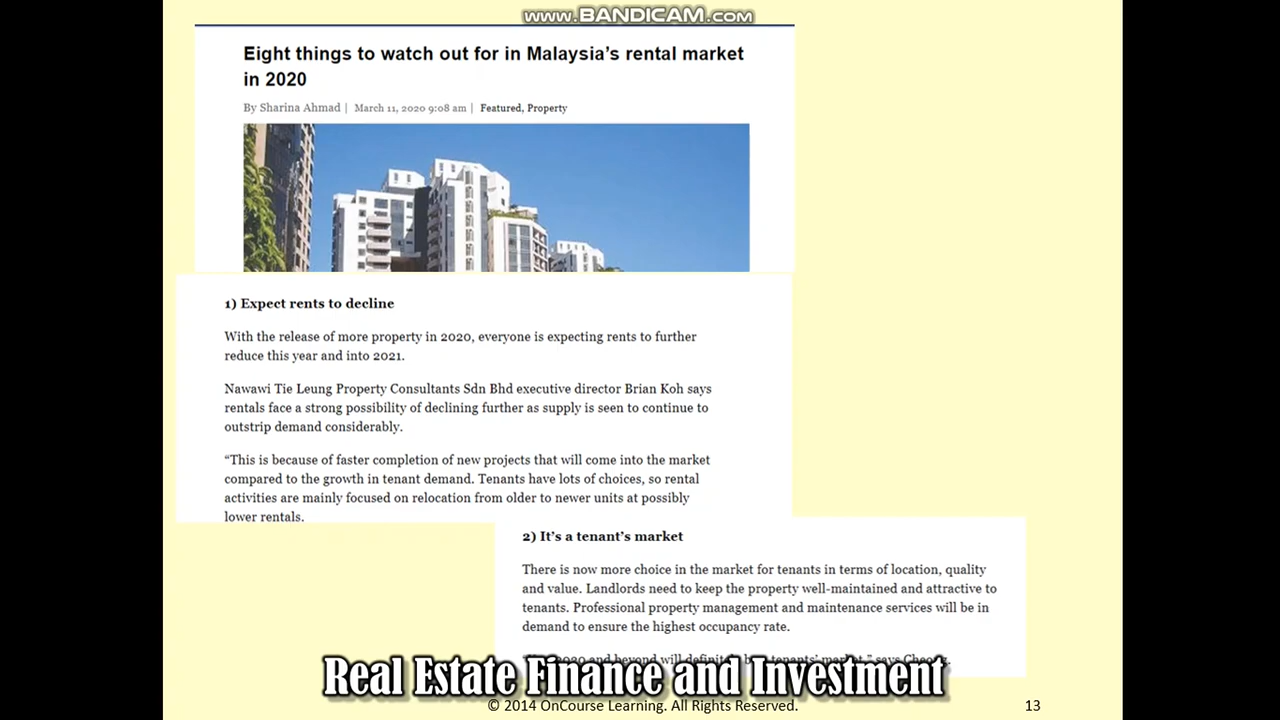 www.BANDICAM.com
Eight things to watch out for in Malaysia’s rental market
in 2020
By Sharina Ahmad | March 11, 2020 9:08 am | Featured, Property
1) Expect rents to decline
With the release of more property in 2020, everyone is expecting rents to further
reduce this year and into 2021.
Nawawi Tie Leung Property Consultants Sdn Bhd executive director Brian Koh says
rentals face a strong possibility of declining further as supply is seen to continue to
outstrip demand considerably.
“This is because of faster completion of new projects that will come into the market
compared to the growth in tenant demand. Tenants have lots of choices, so rental
activities are mainly focused on relocation from older to newer units at possibly
lower rentals.
2) It’s a tenant’s market
There is now more choice in the market for tenants in terms of location, quality
and value. Landlords need to keep the property well-maintained and attractive to
tenants. Professional property management and maintenance services will be in
demand to ensure the highest occupancy rate.
2020 and beyond will definitely be a tenants’ market,” says
Real Estate Finance and Investment
© 2014 OnCourse Learning. All Rights Reserved.
13